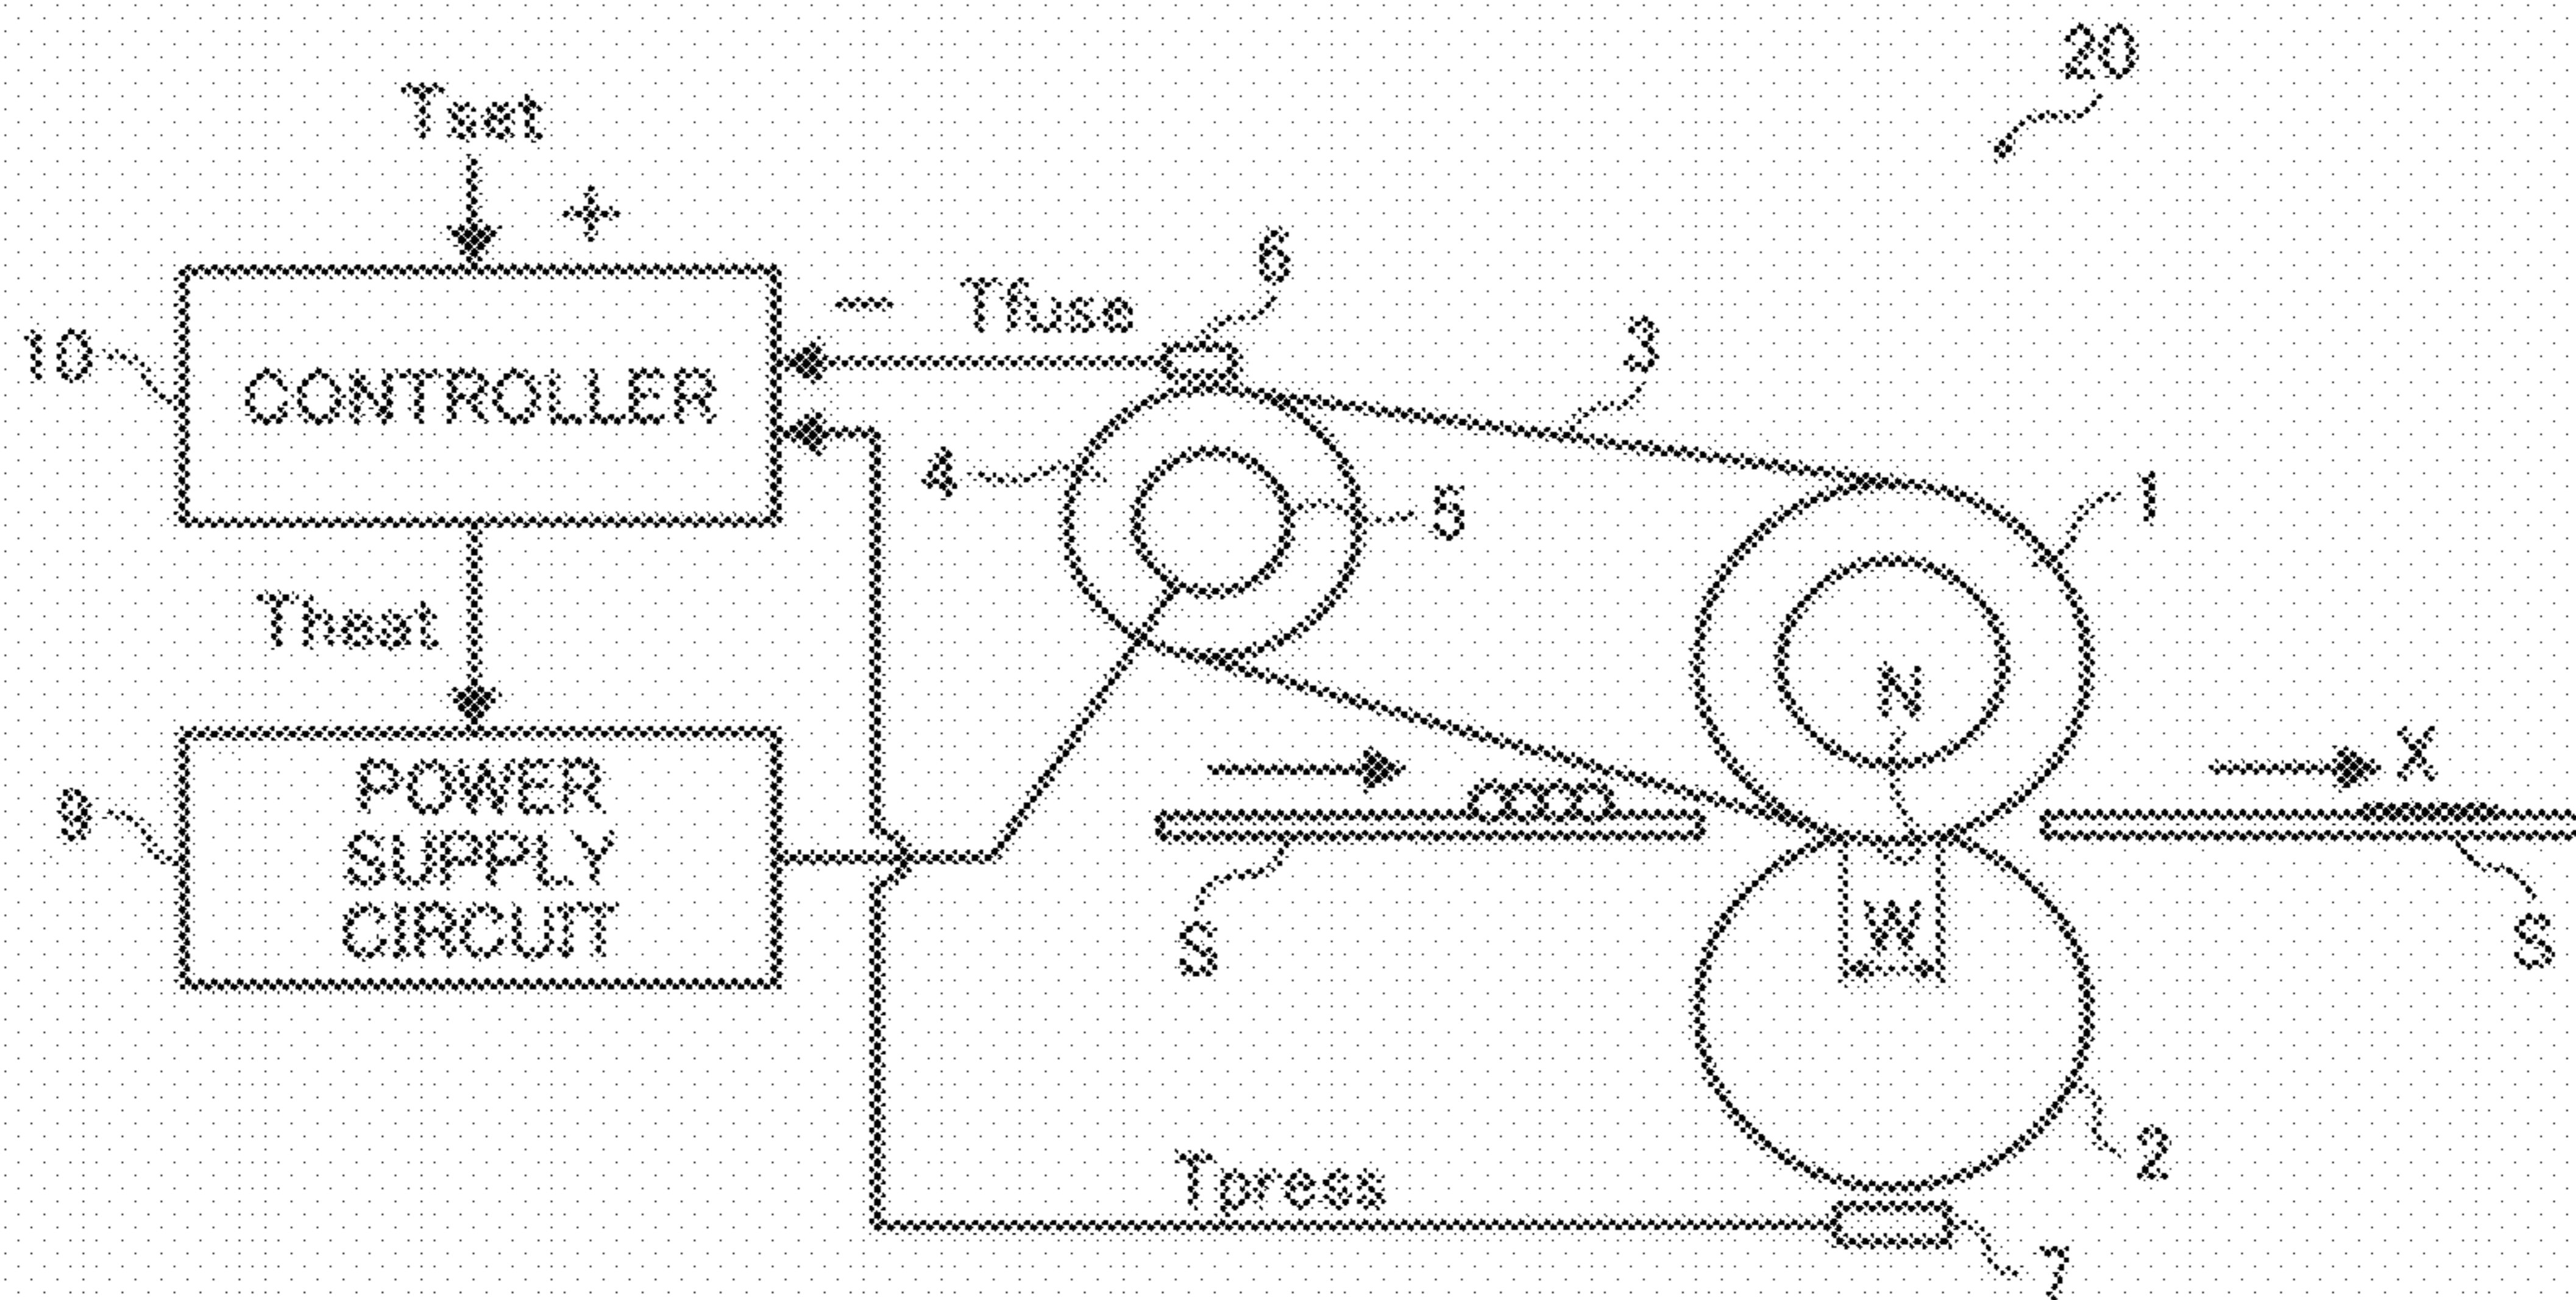 20
Tset
+
6
— Tfuse
3
10
CONTROLLER
4
5
1
N
Theat
X
9
POWER
SUPPLY
CIRCUIT
W
S
S
2
Tpress
7